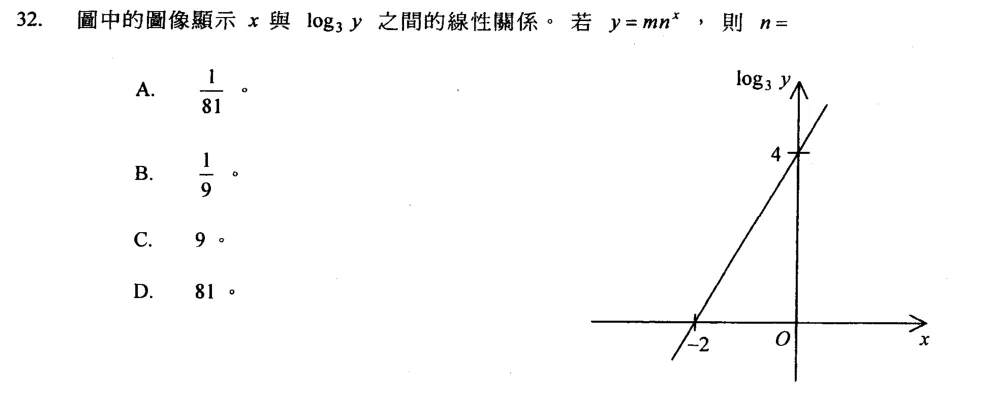 32. 圖中的圖像顯示 x 與 log₃ y 之間的線性關係。若 y = mnˣ ，則 n =
A. 1/81 。
B. 1/9 。
C. 9 。
D. 81 。
log₃ y
4
−2
O
x